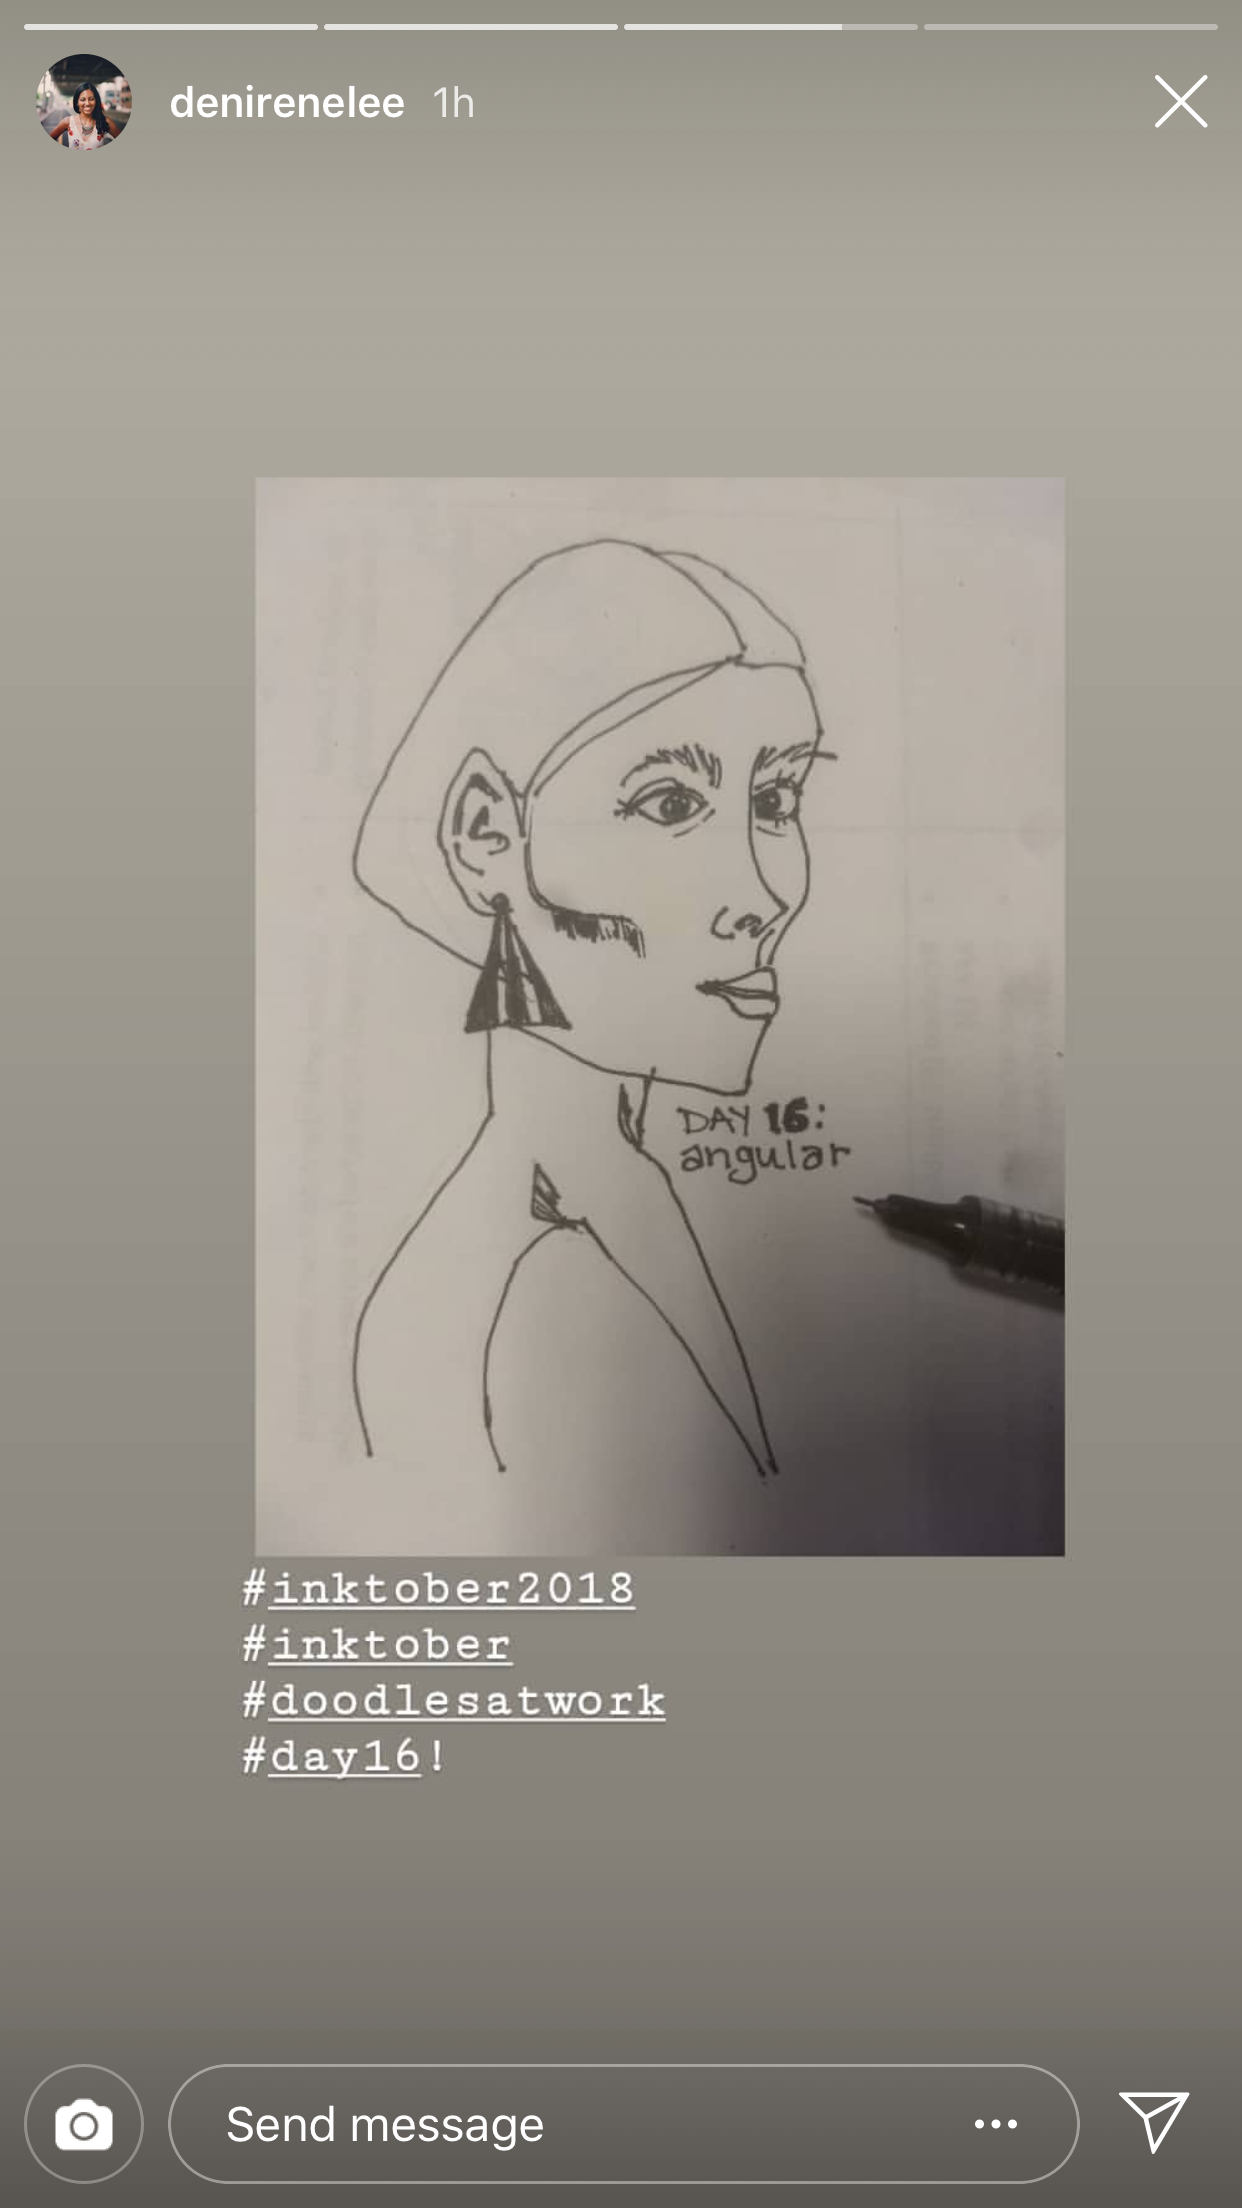 denirenelee 1h
DAY 16:
angular
#inktober2018
#inktober
#doodlesatwork
#day16!
Send message